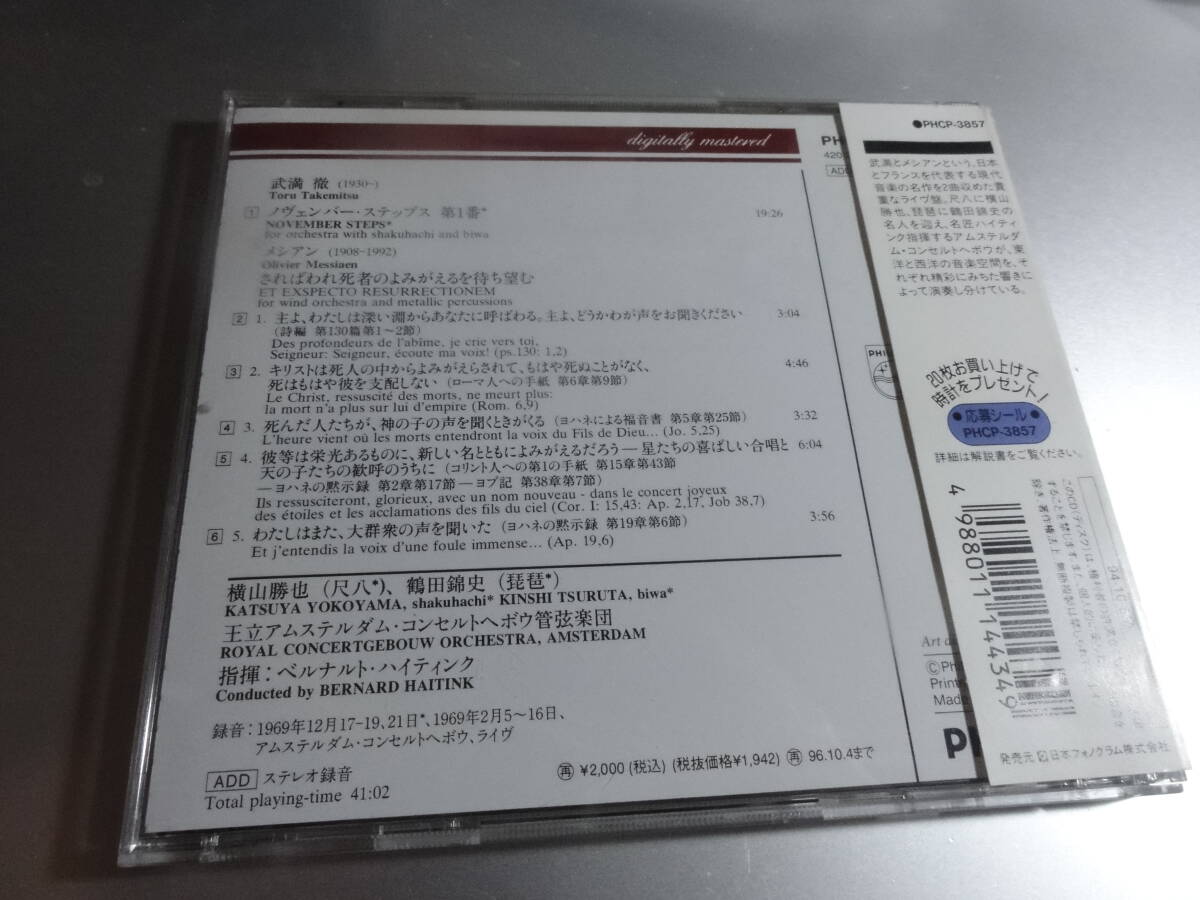 digitally mastered
武満 徹 (1930-)
Toru Takemitsu
1 ノヴェンバー・ステップス 第1番* 19:26
NOVEMBER STEPS*
for orchestra with shakuhachi and biwa
メシアン (1908-1992)
Olivier Messiaen
さればわれ死者のよみがえるを待ち望む
ET EXSPECTO RESURRECTIONEM
for wind orchestra and metallic percussions
2 1. 主よ、わたしは深い淵からあなたに呼ばわる。主よ、どうかわが声をお聞きください 3:04
(詩編 第130篇第1〜2節)
Des profondeurs de l'abîme, je crie vers toi,
Seigneur: Seigneur, écoute ma voix! (ps.130: 1,2)
3 2. キリストは死人の中からよみがえらされて、もはや死ぬことがなく、 4:46
死はもはや彼を支配しない (ローマ人への手紙 第6章第9節)
Le Christ, ressuscité des morts, ne meurt plus:
la mort n'a plus sur lui d'empire (Rom. 6,9)
4 3. 死んだ人たちが、神の子の声を聞くときがくる (ヨハネによる福音書 第5章第25節) 3:32
L'heure vient où les morts entendront la voix du Fils de Dieu... (Jo. 5,25)
5 4. 彼等は栄光あるものに、新しい名とともによみがえるだろう―星たちの喜ばしい合唱と 6:04
天の子たちの歓呼のうちに (コリント人への第1の手紙 第15章第43節
―ヨハネの黙示録 第2章第17節―ヨブ記 第38章第7節)
Ils ressusciteront, glorieux, avec un nom nouveau - dans le concert joyeux
des étoiles et les acclamations des fils du ciel (Cor. I: 15,43: Ap. 2,17, Job 38,7)
6 5. わたしはまた、大群衆の声を聞いた (ヨハネの黙示録 第19章第6節) 3:56
Et j'entendis la voix d'une foule immense... (Ap. 19,6)
横山勝也 (尺八*)、鶴田錦史 (琵琶*)
KATSUYA YOKOYAMA, shakuhachi* KINSHI TSURUTA, biwa*
王立アムステルダム・コンセルトヘボウ管弦楽団
ROYAL CONCERTGEBOUW ORCHESTRA, AMSTERDAM
指揮：ベルナルト・ハイティンク
Conducted by BERNARD HAITINK
録音：1969年12月17-19、21日*、1969年2月5〜16日、
アムステルダム・コンセルトヘボウ、ライヴ
ADD ステレオ録音
Total playing-time 41:02
再 ¥2,000 (税込) (税抜価格¥1,942) 再 96.10.4まで
PH
420
ADD
PHIL
Art d
©Phi
Print
Made
PH
●PHCP-3857
武満とメシアンという、日本
とフランスを代表する現代
音楽の名作を2曲収めた貴
重なライヴ盤。尺八に横山
勝也、琵琶に鶴田錦史の
名人を迎え、名匠ハイティ
ンク指揮するアムステルダ
ム・コンセルトヘボウが、東
洋と西洋の音楽空間を、そ
れぞれ精彩にみちた響きに
よって演奏し分けている。
20枚お買い上げで
時計をプレゼント!
●応募シール●
PHCP-3857
詳細は解説書をご覧ください。
4 988011 144349
発売元 日本フォノグラム株式会社